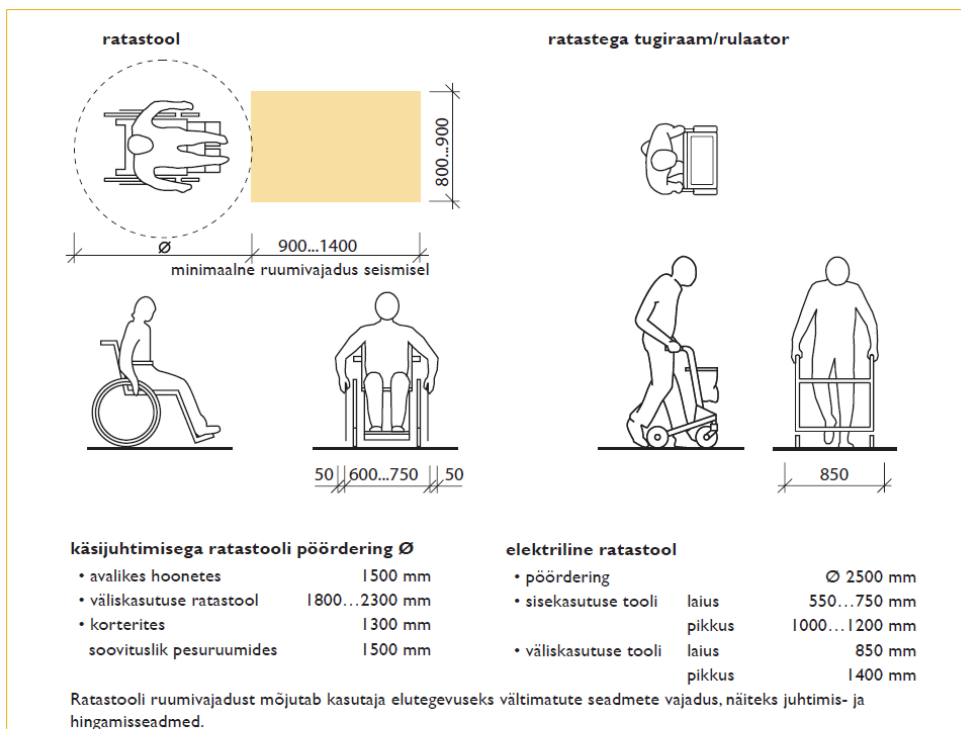 ratastool
ratastega tugiraam/rulaator
800...900
Ø
900...1400
minimaalne ruumivajadus seismisel
50 600...750 50
850
käsijuhtimisega ratastooli pöördering Ø
• avalikes hoonetes 1500 mm
• väliskasutuse ratastool 1800...2300 mm
• korterites 1300 mm
soovituslik pesuruumides 1500 mm
elektriline ratastool
• pöördering Ø 2500 mm
• sisekasutuse tooli laius 550...750 mm
pikkus 1000...1200 mm
• väliskasutuse tooli laius 850 mm
pikkus 1400 mm
Ratastooli ruumivajadust mõjutab kasutaja elutegevuseks vältimatute seadmete vajadus, näiteks juhtimis- ja
hingamisseadmed.